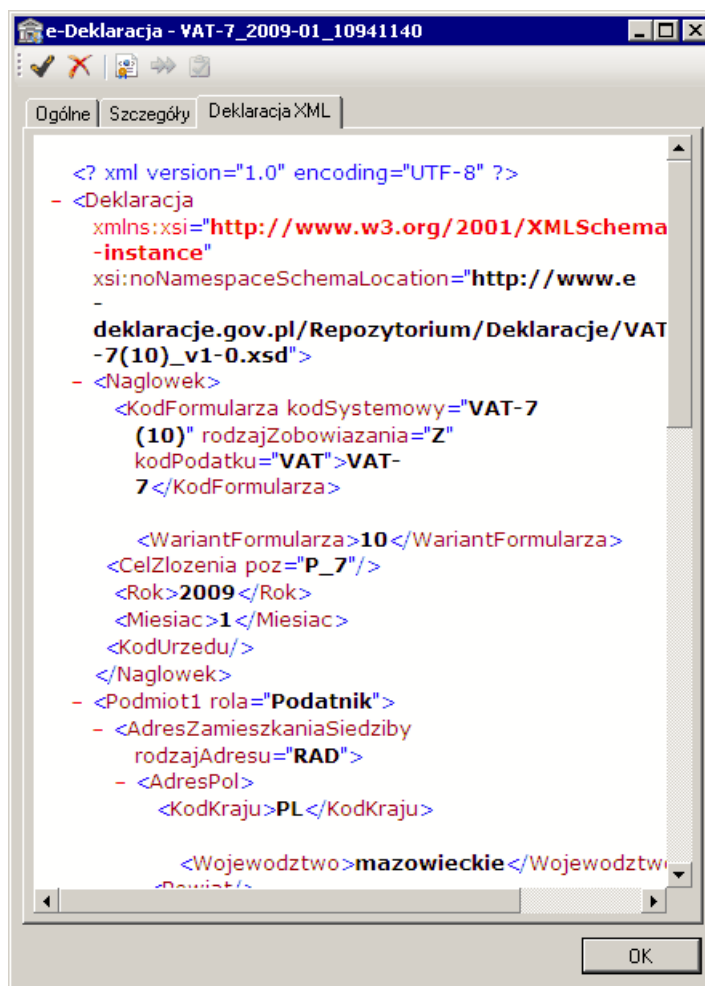 e-Deklaracja - VAT-7_2009-01_10941140
Ogólne Szczegóły Deklaracja XML
<? xml version="1.0" encoding="UTF-8" ?>
- <Deklaracja
xmlns:xsi="http://www.w3.org/2001/XMLSchema
-instance"
xsi:noNamespaceSchemaLocation="http://www.e
-
deklaracje.gov.pl/Repozytorium/Deklaracje/VAT
-7(10)_v1-0.xsd">
- <Naglowek>
<KodFormularza kodSystemowy="VAT-7
(10)" rodzajZobowiazania="Z"
kodPodatku="VAT">VAT-
7</KodFormularza>
<WariantFormularza>10</WariantFormularza>
<CelZlozenia poz="P_7"/>
<Rok>2009</Rok>
<Miesiac>1</Miesiac>
<KodUrzedu/>
</Naglowek>
- <Podmiot1 rola="Podatnik">
- <AdresZamieszkaniaSiedziby
rodzajAdresu="RAD">
- <AdresPol>
<KodKraju>PL</KodKraju>
<Wojewodztwo>mazowieckie</Wojewodztw
<Powiat/>
OK